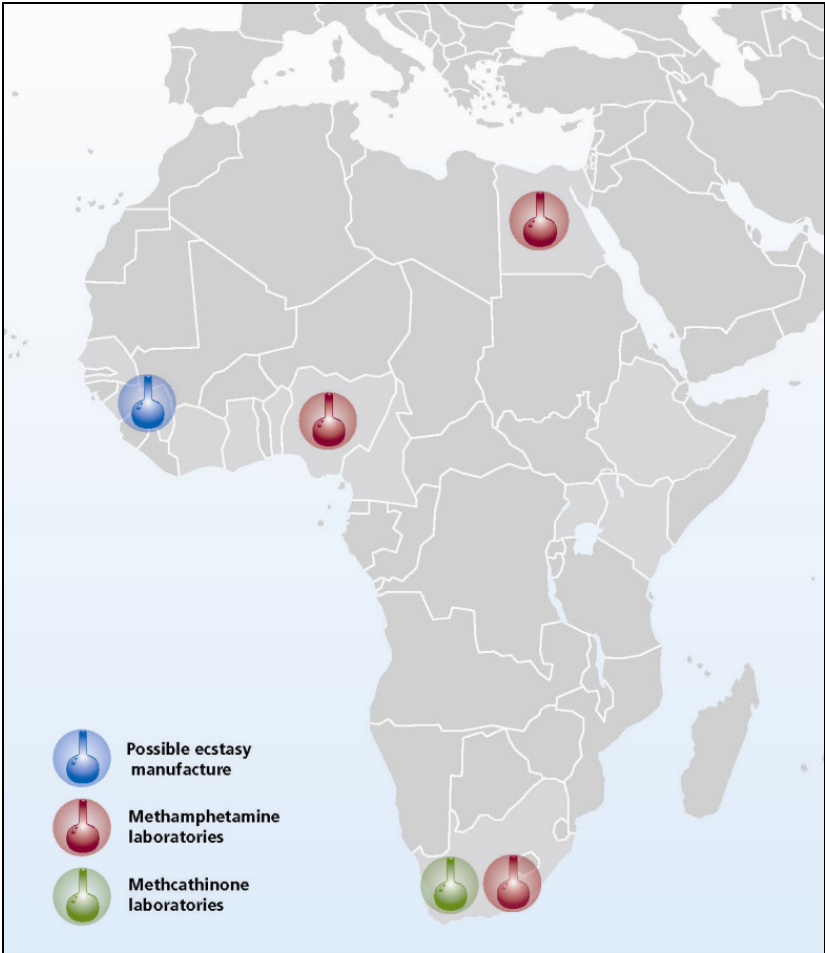 Possible ecstasy
manufacture
Methamphetamine
laboratories
Methcathinone
laboratories